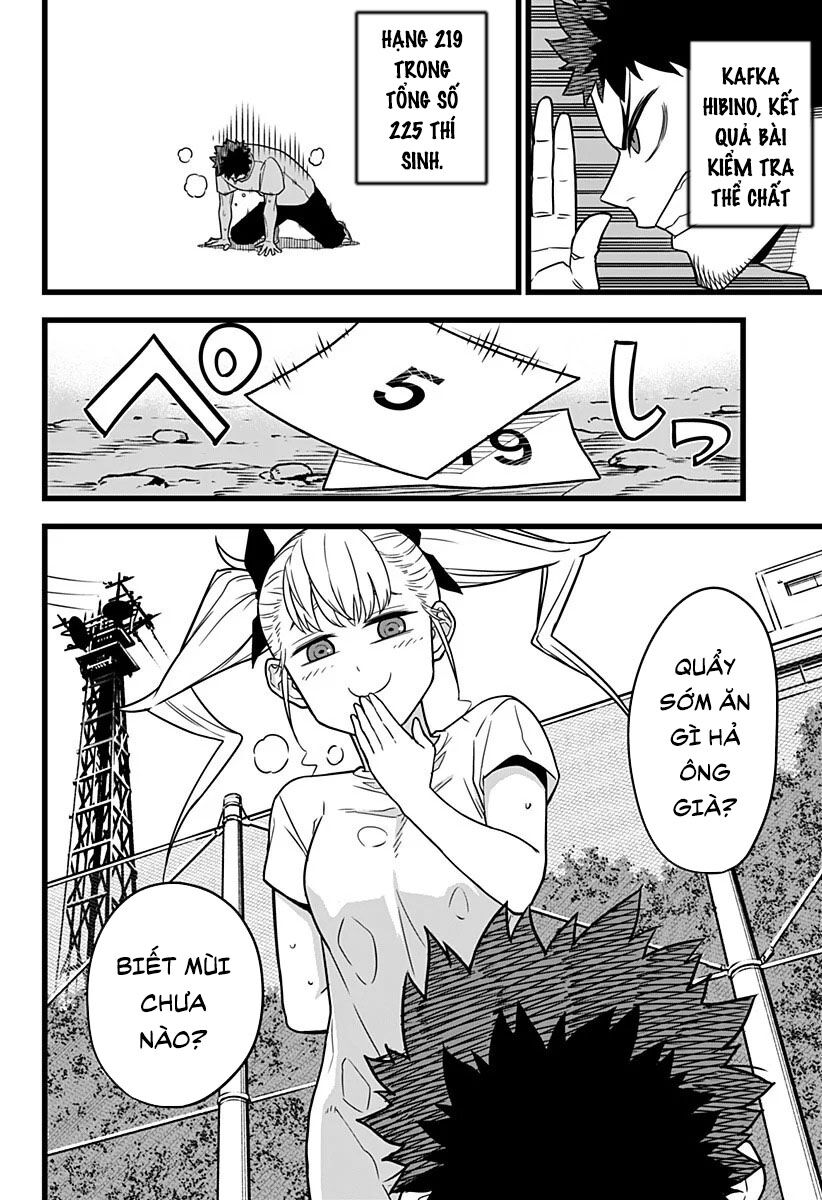 KAFKA
HIBINO, KẾT
QUẢ BÀI
KIỂM TRA
THỂ CHẤT
HẠNG 219
TRONG
TỔNG SỐ
225 THÍ
SINH.
ペしっ
5
19
QUẨY
SỚM ĂN
GÌ HẢ
ÔNG
GIÀ?
BIẾT MÙI
CHƯA
NÀO?